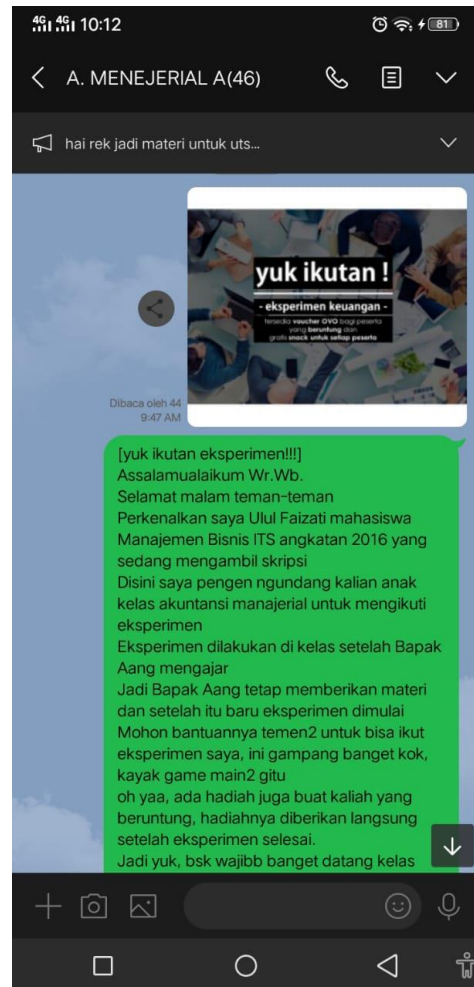 4G 4G 10:12
81
A. MENEJERIAL A(46)
hai rek jadi materi untuk uts...
yuk ikutan !
- eksperimen keuangan -
tersedia voucher OVO bagi peserta
yang beruntung dan
gratis snack untuk setiap peserta
Dibaca oleh 44
9:47 AM
[yuk ikutan eksperimen!!!]
Assalamualaikum Wr.Wb.
Selamat malam teman-teman
Perkenalkan saya Ulul Faizati mahasiswa
Manajemen Bisnis ITS angkatan 2016 yang
sedang mengambil skripsi
Disini saya pengen ngundang kalian anak
kelas akuntansi manajerial untuk mengikuti
eksperimen
Eksperimen dilakukan di kelas setelah Bapak
Aang mengajar
Jadi Bapak Aang tetap memberikan materi
dan setelah itu baru eksperimen dimulai
Mohon bantuannya temen2 untuk bisa ikut
eksperimen saya, ini gampang banget kok,
kayak game main2 gitu
oh yaa, ada hadiah juga buat kaliah yang
beruntung, hadiahnya diberikan langsung
setelah eksperimen selesai.
Jadi yuk, bsk wajibb banget datang kelas